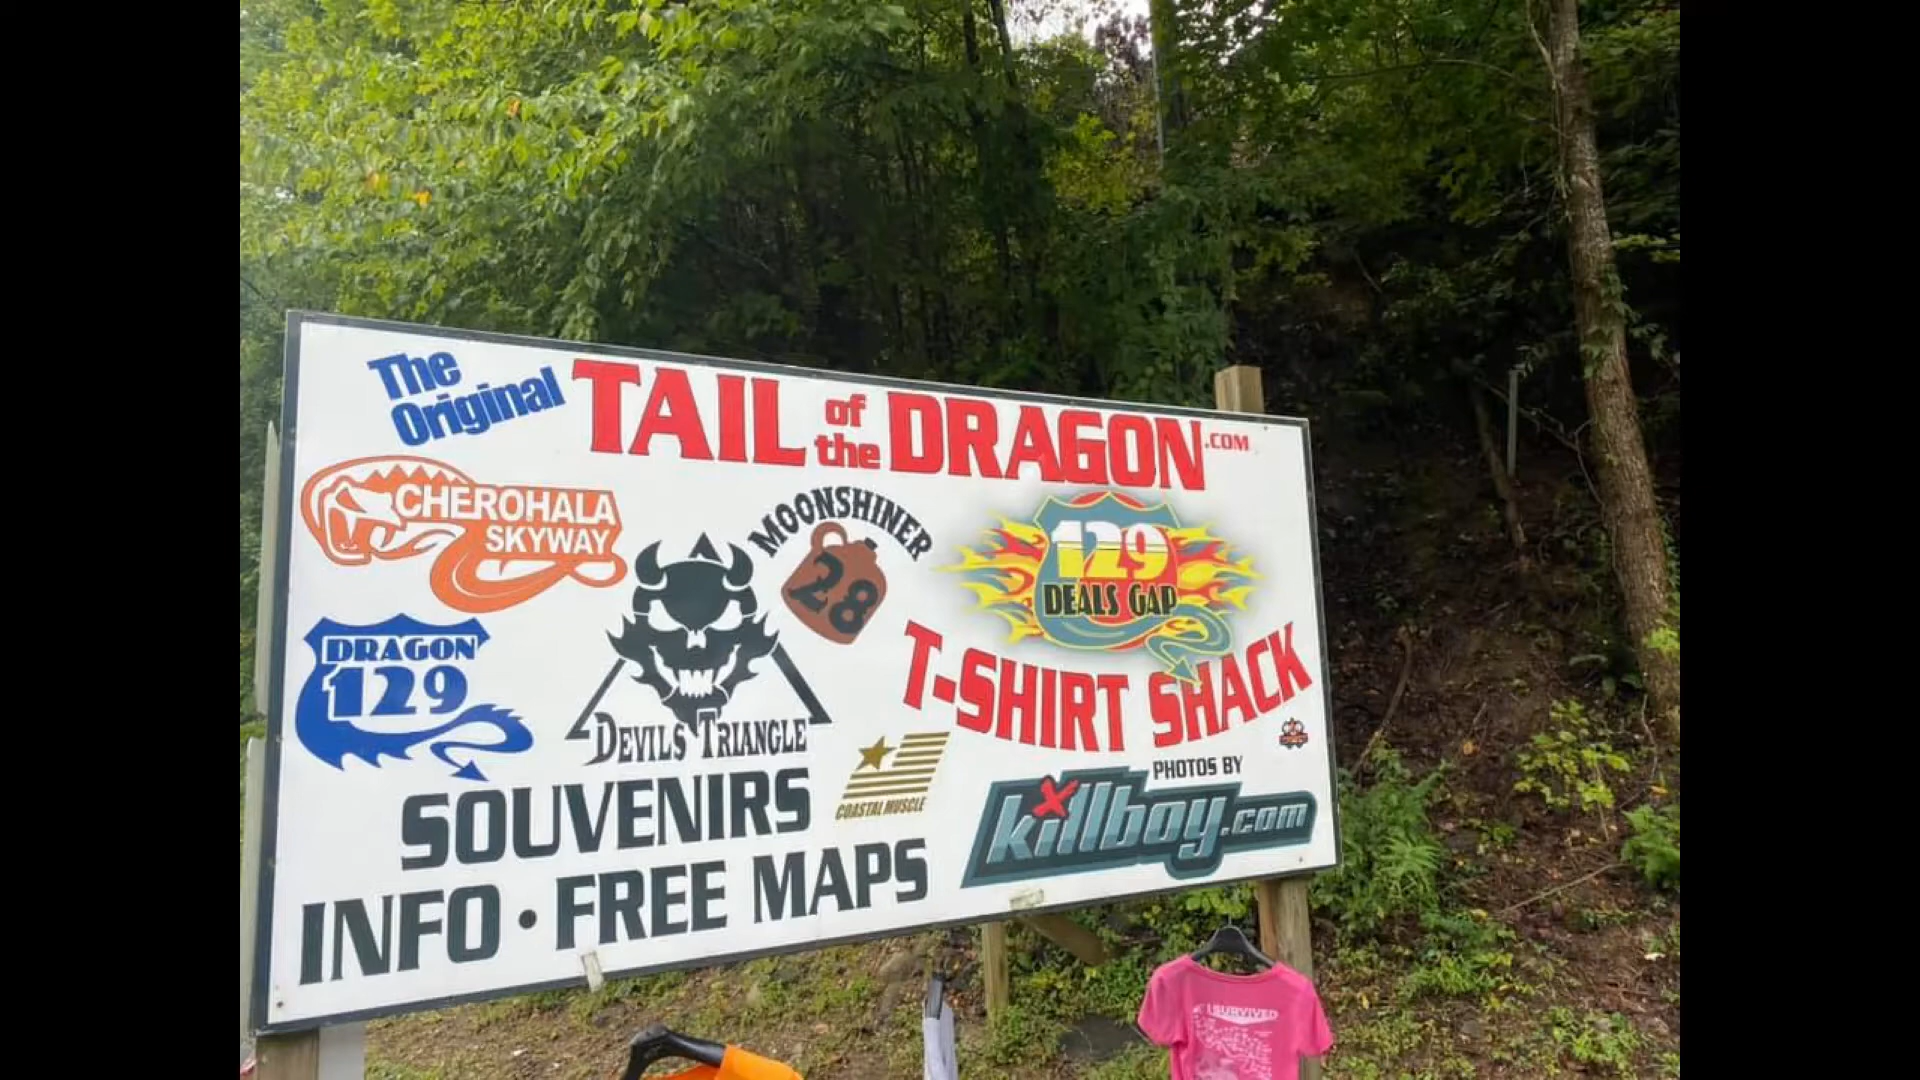 The Original TAIL of the DRAGON.COM
CHEROHALA SKYWAY
MOONSHINER 28
129 DEALS GAP
DRAGON 129
DEVILS TRIANGLE
T-SHIRT SHACK
COASTAL MUSCLE
PHOTOS BY
killboy.com
SOUVENIRS
INFO • FREE MAPS
I SURVIVED